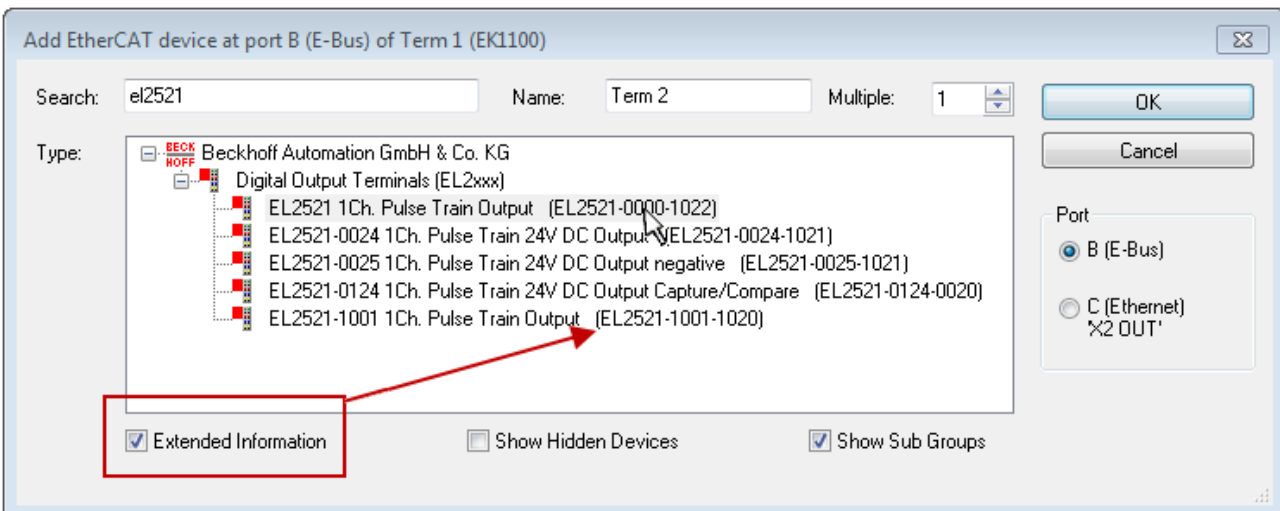 Add EtherCAT device at port B (E-Bus) of Term 1 (EK1100)
Search: el2521 Name: Term 2 Multiple: 1 OK
Type: BECK HOFF Beckhoff Automation GmbH & Co. KG Cancel
Digital Output Terminals (EL2xxx)
EL2521 1Ch. Pulse Train Output (EL2521-0000-1022)
EL2521-0024 1Ch. Pulse Train 24V DC Output (EL2521-0024-1021)
EL2521-0025 1Ch. Pulse Train 24V DC Output negative (EL2521-0025-1021)
EL2521-0124 1Ch. Pulse Train 24V DC Output Capture/Compare (EL2521-0124-0020)
EL2521-1001 1Ch. Pulse Train Output (EL2521-1001-1020)
Port
B (E-Bus)
C (Ethernet)
'X2 OUT'
Extended Information Show Hidden Devices Show Sub Groups